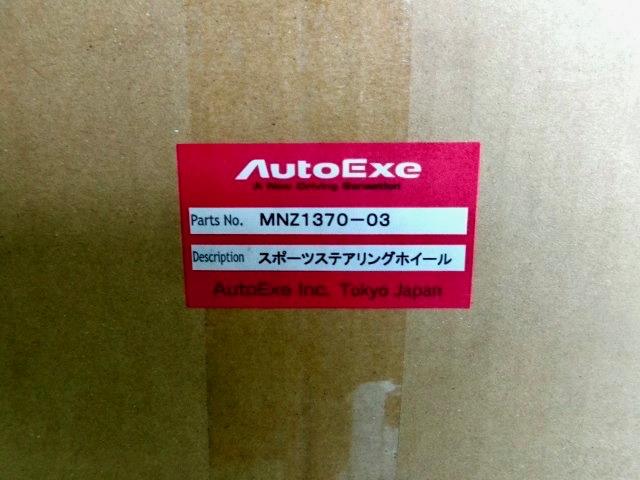 AutoExe
A New Driving Sensation
Parts No. MNZ1370-03
Description スポーツステアリングホイール
AutoExe Inc. Tokyo Japan